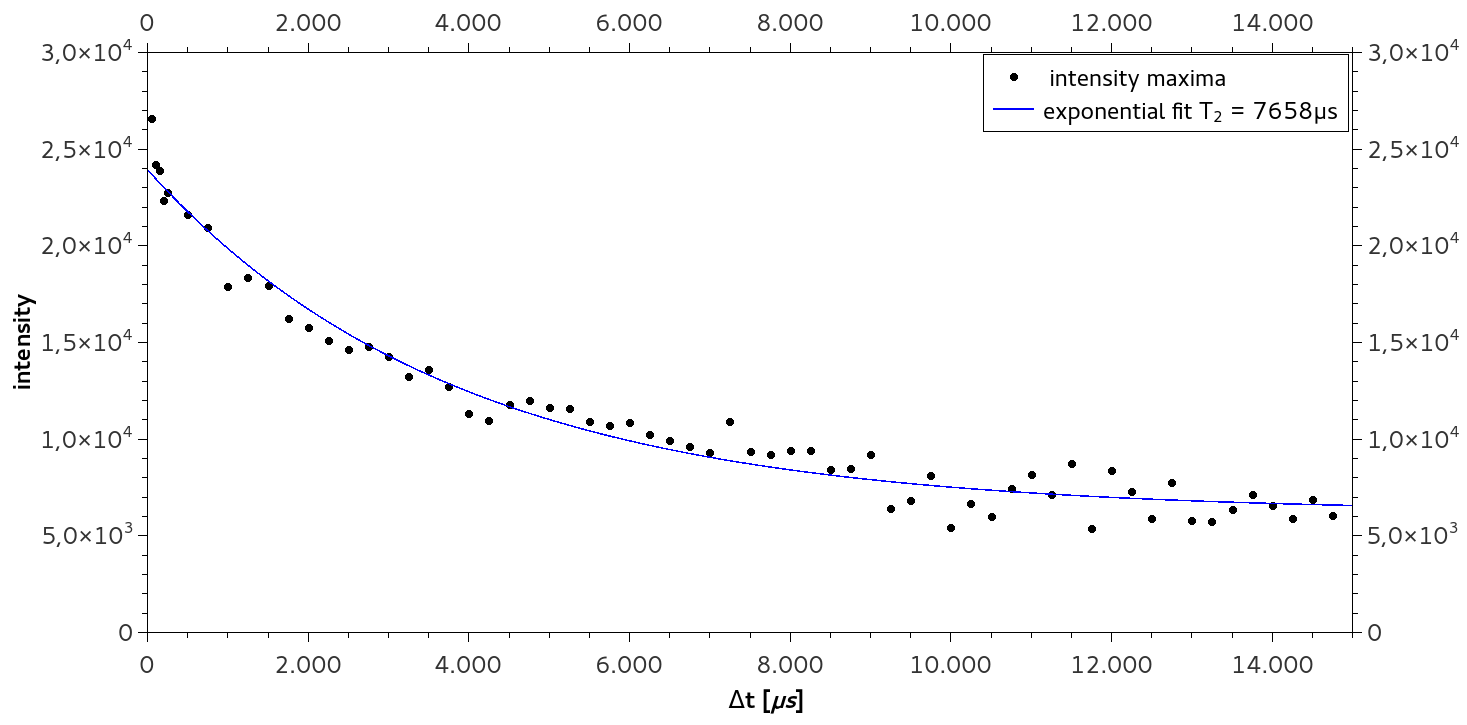 0 2.000 4.000 6.000 8.000 10.000 12.000 14.000
3,0×10⁴ 3,0×10⁴
intensity maxima
exponential fit T₂ = 7658µs
2,5×10⁴ 2,5×10⁴
2,0×10⁴ 2,0×10⁴
1,5×10⁴ 1,5×10⁴
intensity
1,0×10⁴ 1,0×10⁴
5,0×10³ 5,0×10³
0 0
0 2.000 4.000 6.000 8.000 10.000 12.000 14.000
Δt [µs]